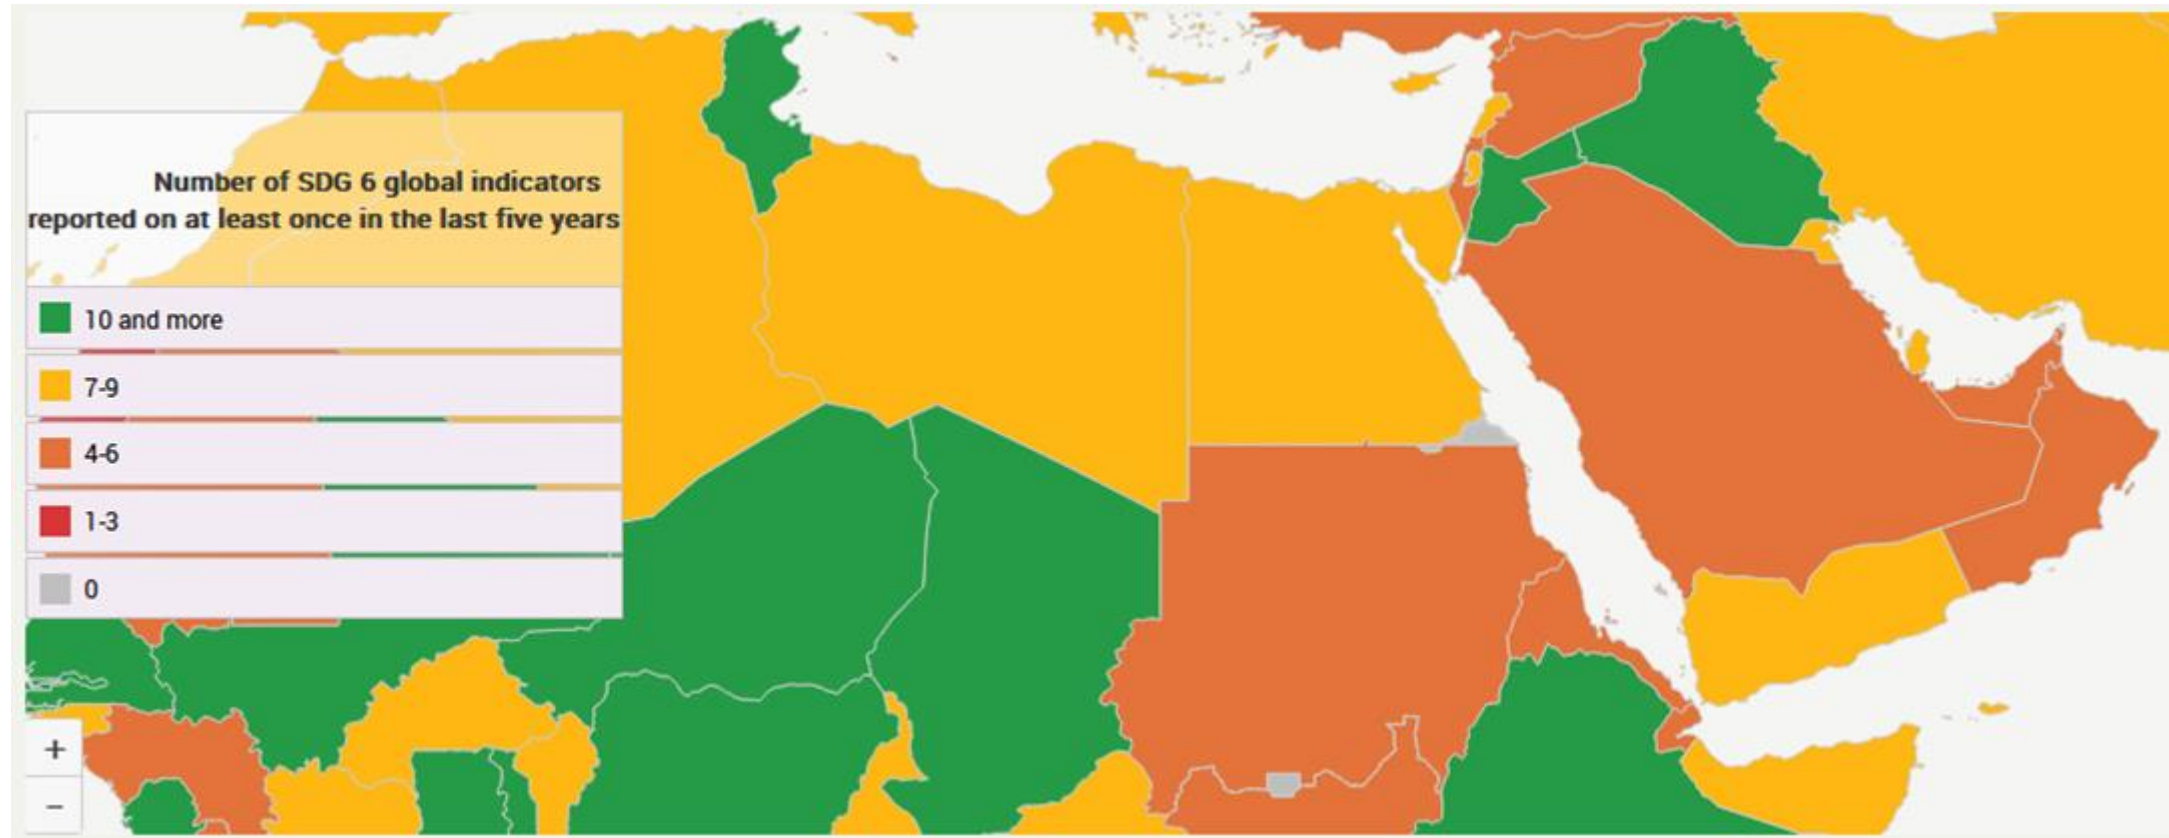 Number of SDG 6 global indicators
reported on at least once in the last five years
10 and more
7-9
4-6
1-3
0
+
−